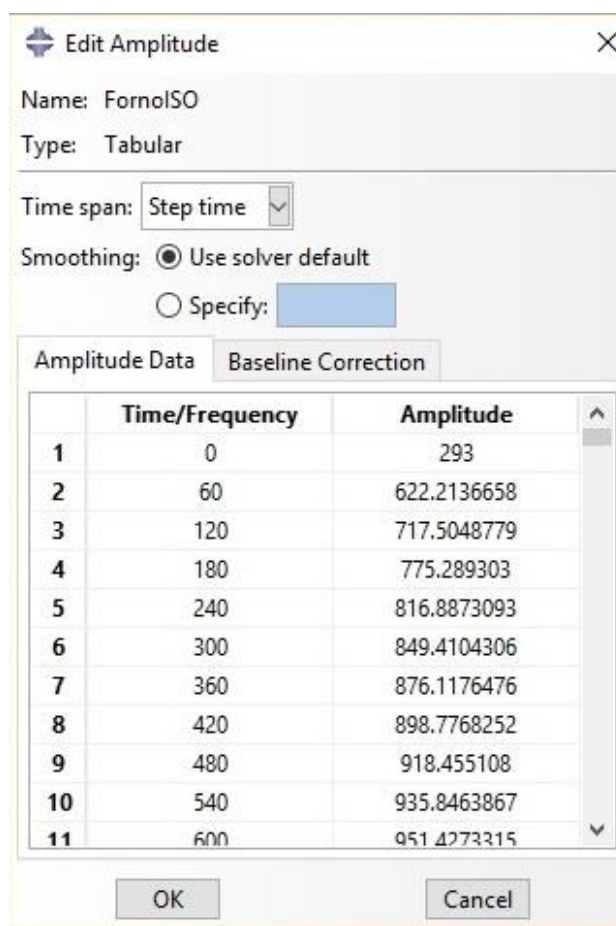 Edit Amplitude
Name: FornoISO
Type: Tabular
Time span: Step time
Smoothing: Use solver default
Specify:
Amplitude Data Baseline Correction
Time/Frequency Amplitude
1 0 293
2 60 622.2136658
3 120 717.5048779
4 180 775.289303
5 240 816.8873093
6 300 849.4104306
7 360 876.1176476
8 420 898.7768252
9 480 918.455108
10 540 935.8463867
11 600 951.4273315
OK Cancel